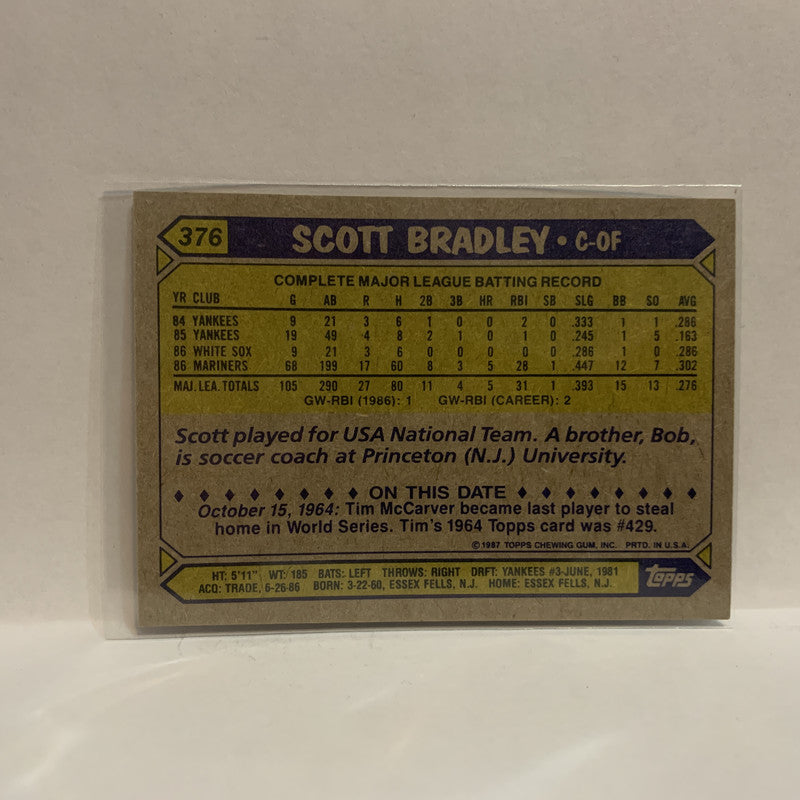 376 SCOTT BRADLEY • C-OF
COMPLETE MAJOR LEAGUE BATTING RECORD
YR CLUB G AB R H 2B 3B HR RBI SB SLG BB SO AVG
84 YANKEES 9 21 3 6 1 0 0 2 0 .333 1 1 .286
85 YANKEES 19 49 4 8 2 1 0 1 0 .245 1 5 .163
86 WHITE SOX 9 21 3 6 0 0 0 0 0 .286 1 0 .286
86 MARINERS 68 199 17 60 8 3 5 28 1 .447 12 7 .302
MAJ. LEA. TOTALS 105 290 27 80 11 4 5 31 1 .393 15 13 .276
GW-RBI (1986): 1 GW-RBI (CAREER): 2
Scott played for USA National Team. A brother, Bob,
is soccer coach at Princeton (N.J.) University.
♦ ♦ ♦ ♦ ♦ ♦ ♦ ♦ ON THIS DATE ♦ ♦ ♦ ♦ ♦ ♦ ♦ ♦
October 15, 1964: Tim McCarver became last player to steal
home in World Series. Tim's 1964 Topps card was #429.
© 1987 TOPPS CHEWING GUM, INC. PRTD. IN U.S.A.
HT: 5'11" WT: 185 BATS: LEFT THROWS: RIGHT DRFT: YANKEES #3-JUNE, 1981
ACQ: TRADE, 6-26-86 BORN: 3-22-60, ESSEX FELLS, N.J. HOME: ESSEX FELLS, N.J.
topps